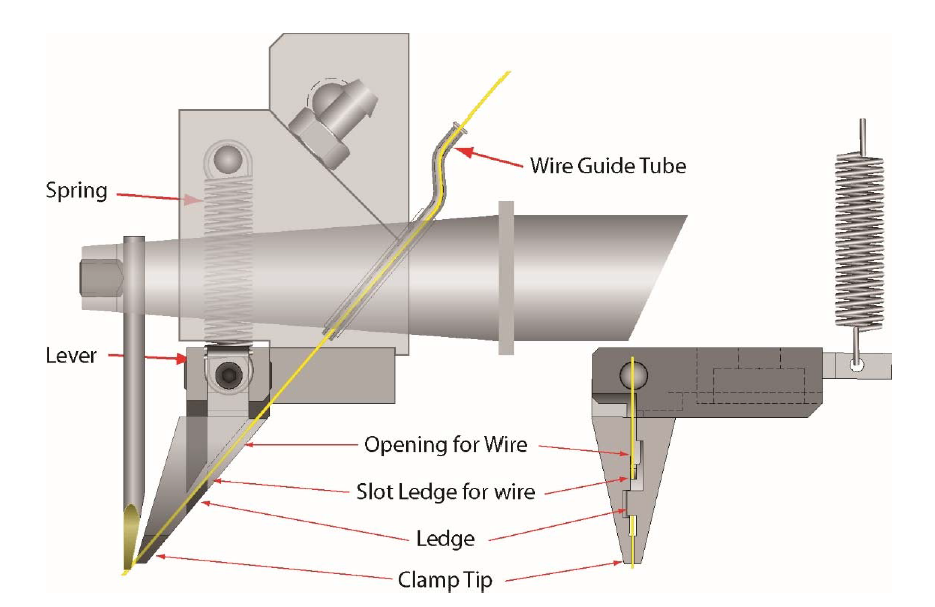 Wire Guide Tube
Spring
Lever
Opening for Wire
Slot Ledge for wire
Ledge
Clamp Tip